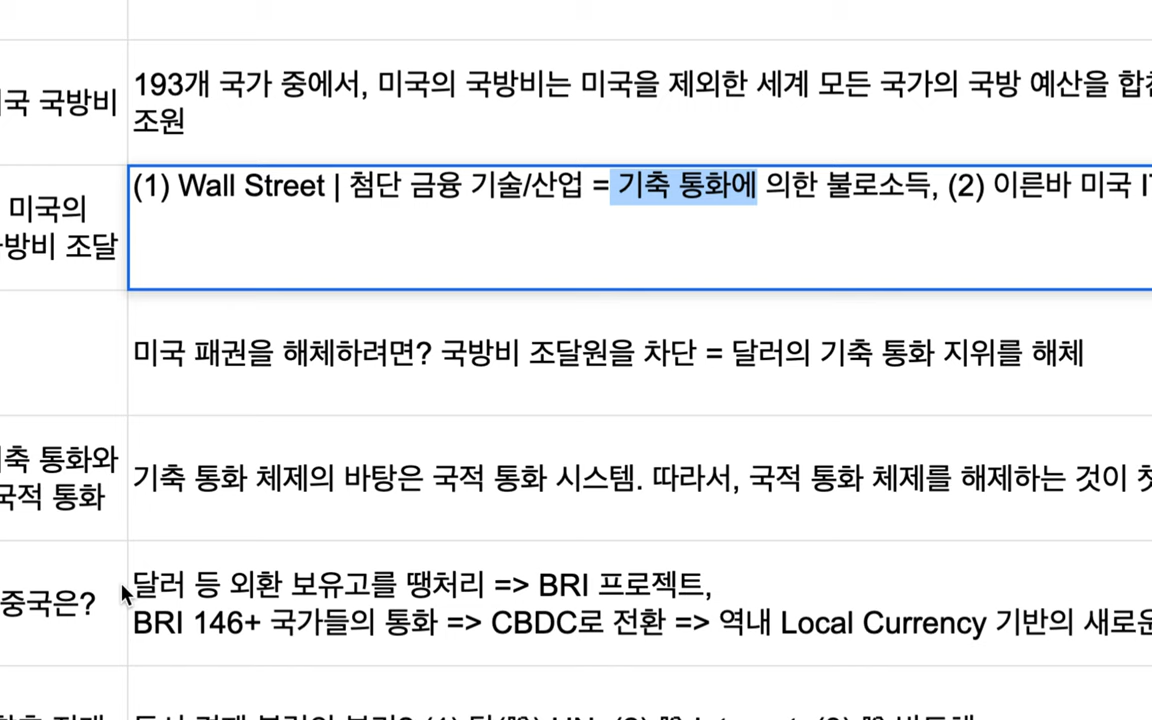 국 국방비
193개 국가 중에서, 미국의 국방비는 미국을 제외한 세계 모든 국가의 국방 예산을 합친
조원
미국의
방비 조달
(1) Wall Street | 첨단 금융 기술/산업 = 기축 통화에 의한 불로소득, (2) 이른바 미국 I
미국 패권을 해체하려면? 국방비 조달원을 차단 = 달러의 기축 통화 지위를 해체
축 통화와
국적 통화
기축 통화 체제의 바탕은 국적 통화 시스템. 따라서, 국적 통화 체제를 해제하는 것이
중국은?
달러 등 외환 보유고를 땡처리 => BRI 프로젝트,
BRI 146+ 국가들의 통화 => CBDC로 전환 => 역내 Local Currency 기반의 새로운